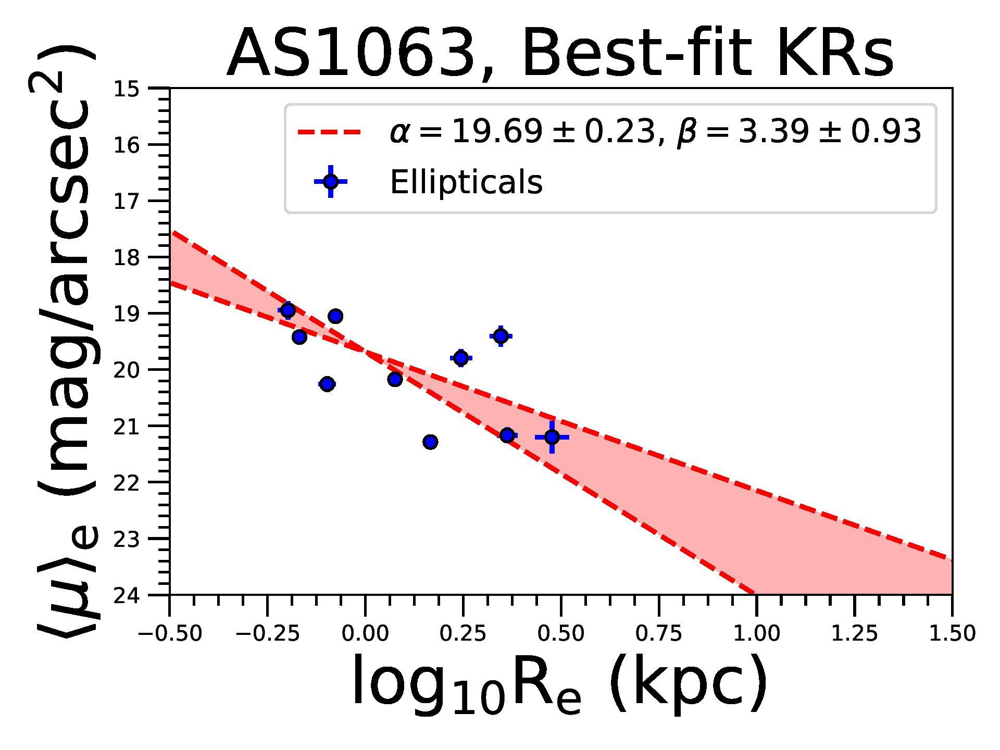 AS1063, Best-fit KRs
⟨μ⟩e (mag/arcsec²)
15
16
17
18
19
20
21
22
23
24
α = 19.69 ± 0.23, β = 3.39 ± 0.93
Ellipticals
−0.50 −0.25 0.00 0.25 0.50 0.75 1.00 1.25 1.50
log₁₀Rₑ (kpc)